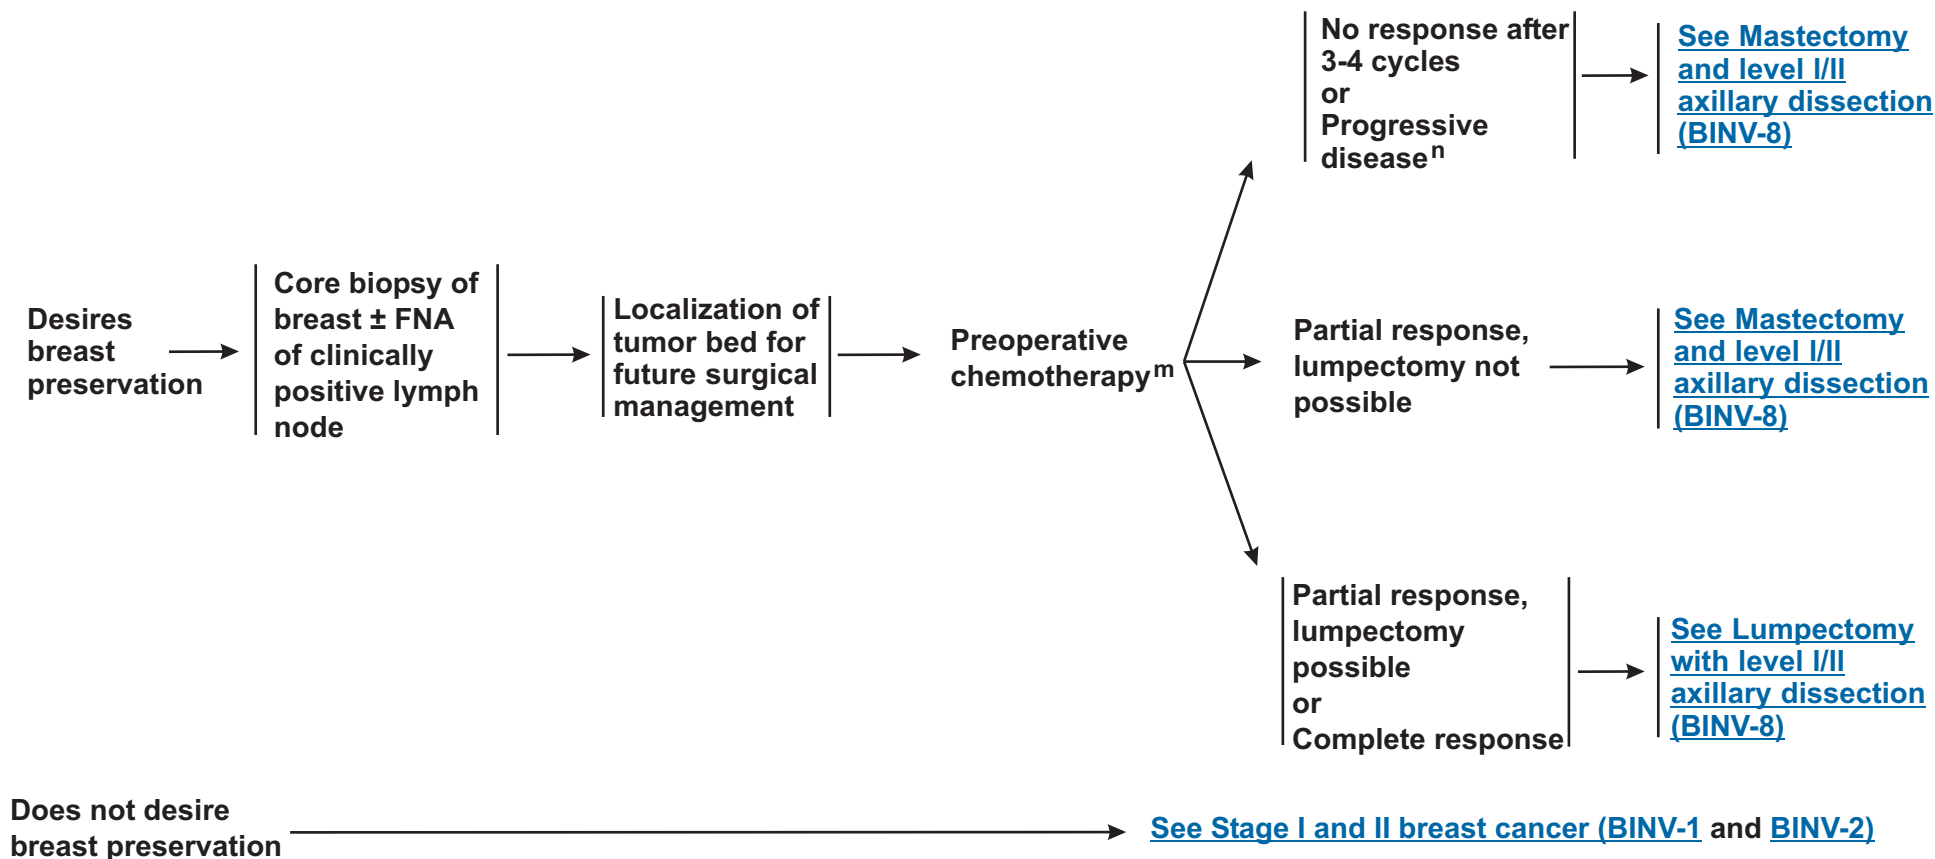 Desires
breast
preservation
Core biopsy of
breast ± FNA
of clinically
positive lymph
node
Localization of
tumor bed for
future surgical
management
Preoperative
chemotherapy m
No response after
3-4 cycles
or
Progressive
disease n
See Mastectomy
and level I/II
axillary dissection
(BINV-8)
Partial response,
lumpectomy not
possible
See Mastectomy
and level I/II
axillary dissection
(BINV-8)
Partial response,
lumpectomy
possible
or
Complete response
See Lumpectomy
with level I/II
axillary dissection
(BINV-8)
Does not desire
breast preservation
See Stage I and II breast cancer (BINV-1 and BINV-2)